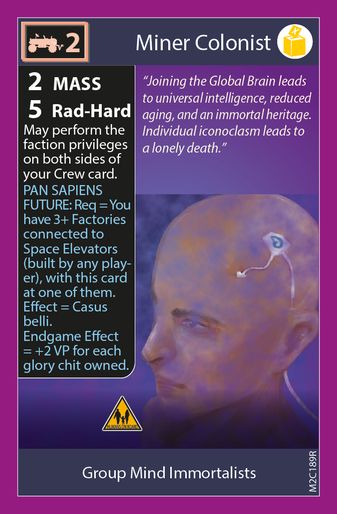 2
Miner Colonist
2 MASS
5 Rad-Hard
May perform the
faction privileges
on both sides of
your Crew card.
PAN SAPIENS
FUTURE: Req = You
have 3+ Factories
connected to
Space Elevators
(built by any play-
er), with this card
at one of them.
Effect = Casus
belli.
Endgame Effect
= +2 VP for each
glory chit owned.
“Joining the Global Brain leads
to universal intelligence, reduced
aging, and an immortal heritage.
Individual iconoclasm leads to
a lonely death.”
Group Mind Immortalists
M2C189R